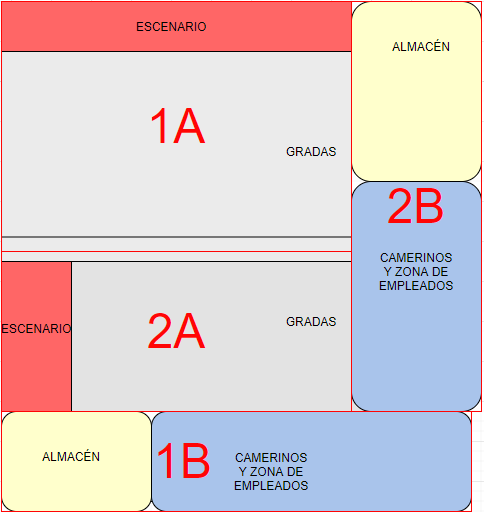 ESCENARIO
ALMACÉN
1A
GRADAS
2B
CAMERINOS
Y ZONA DE
EMPLEADOS
ESCENARIO
2A
GRADAS
ALMACÉN
1B
CAMERINOS
Y ZONA DE
EMPLEADOS